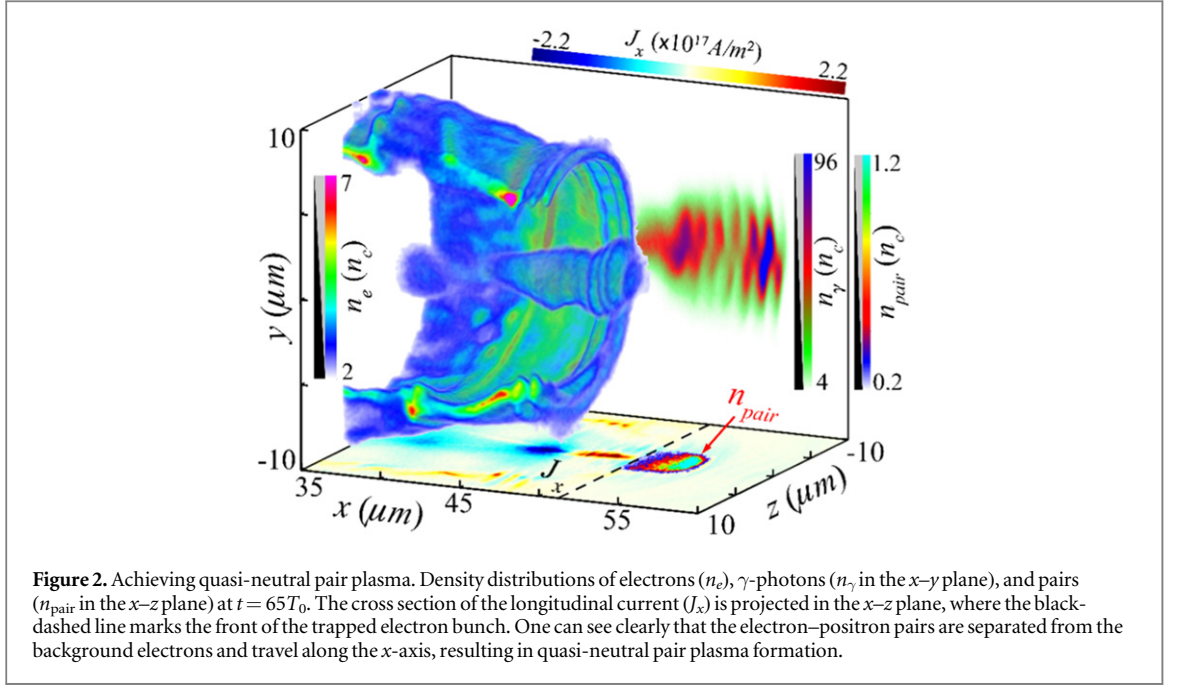 -2.2 J_x (x10^17 A/m^2) 2.2
10
7
n_e (n_c)
2
y (μm)
-10
96
n_γ (n_c)
4
1.2
n_pair (n_c)
0.2
n_pair
J_x
35
45
55
x (μm)
10
z (μm)
-10
Figure 2. Achieving quasi-neutral pair plasma. Density distributions of electrons (n_e), γ-photons (n_γ in the x–y plane), and pairs
(n_pair in the x–z plane) at t = 65T_0. The cross section of the longitudinal current (J_x) is projected in the x–z plane, where the black-
dashed line marks the front of the trapped electron bunch. One can see clearly that the electron–positron pairs are separated from the
background electrons and travel along the x-axis, resulting in quasi-neutral pair plasma formation.